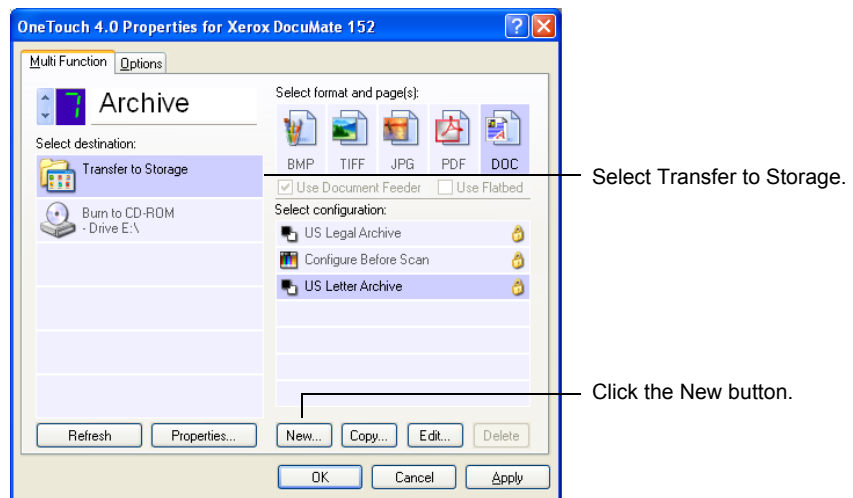 OneTouch 4.0 Properties for Xerox DocuMate 152
Multi Function
Options
7
Archive
Select destination:
Transfer to Storage
Burn to CD-ROM
- Drive E:\
Refresh
Properties...
Select format and page(s):
BMP
TIFF
JPG
PDF
DOC
Use Document Feeder
Use Flatbed
Select configuration:
US Legal Archive
Configure Before Scan
US Letter Archive
New...
Copy...
Edit...
Delete
OK
Cancel
Apply
Select Transfer to Storage.
Click the New button.